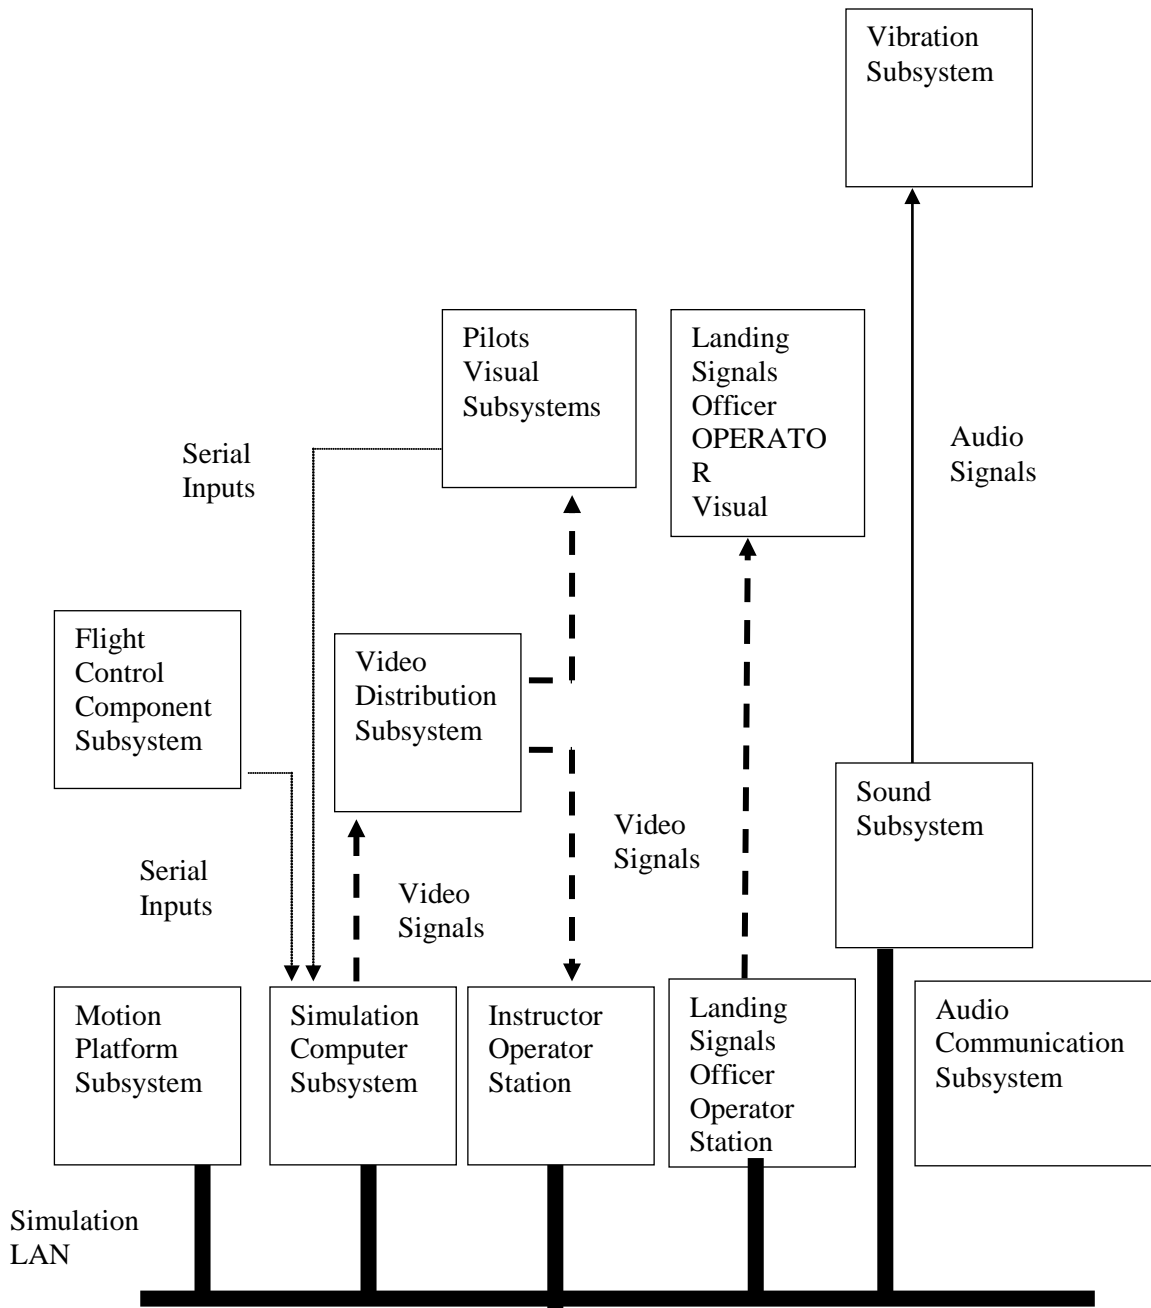 Vibration
Subsystem
Pilots
Visual
Subsystems
Landing
Signals
Officer
OPERATO
R
Visual
Serial
Inputs
Audio
Signals
Flight
Control
Component
Subsystem
Video
Distribution
Subsystem
Sound
Subsystem
Video
Signals
Serial
Inputs
Video
Signals
Motion
Platform
Subsystem
Simulation
Computer
Subsystem
Instructor
Operator
Station
Landing
Signals
Officer
Operator
Station
Audio
Communication
Subsystem
Simulation
LAN